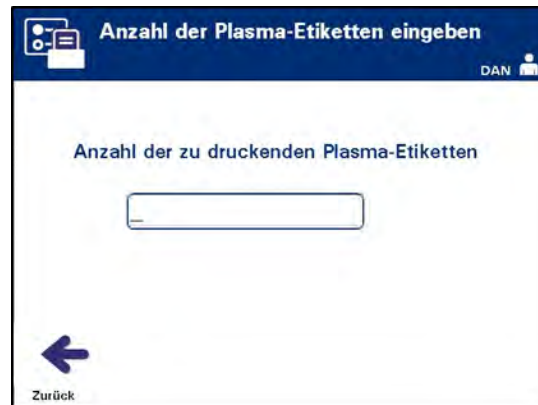 Anzahl der Plasma-Etiketten eingeben
DAN
Anzahl der zu druckenden Plasma-Etiketten
_
Zurück